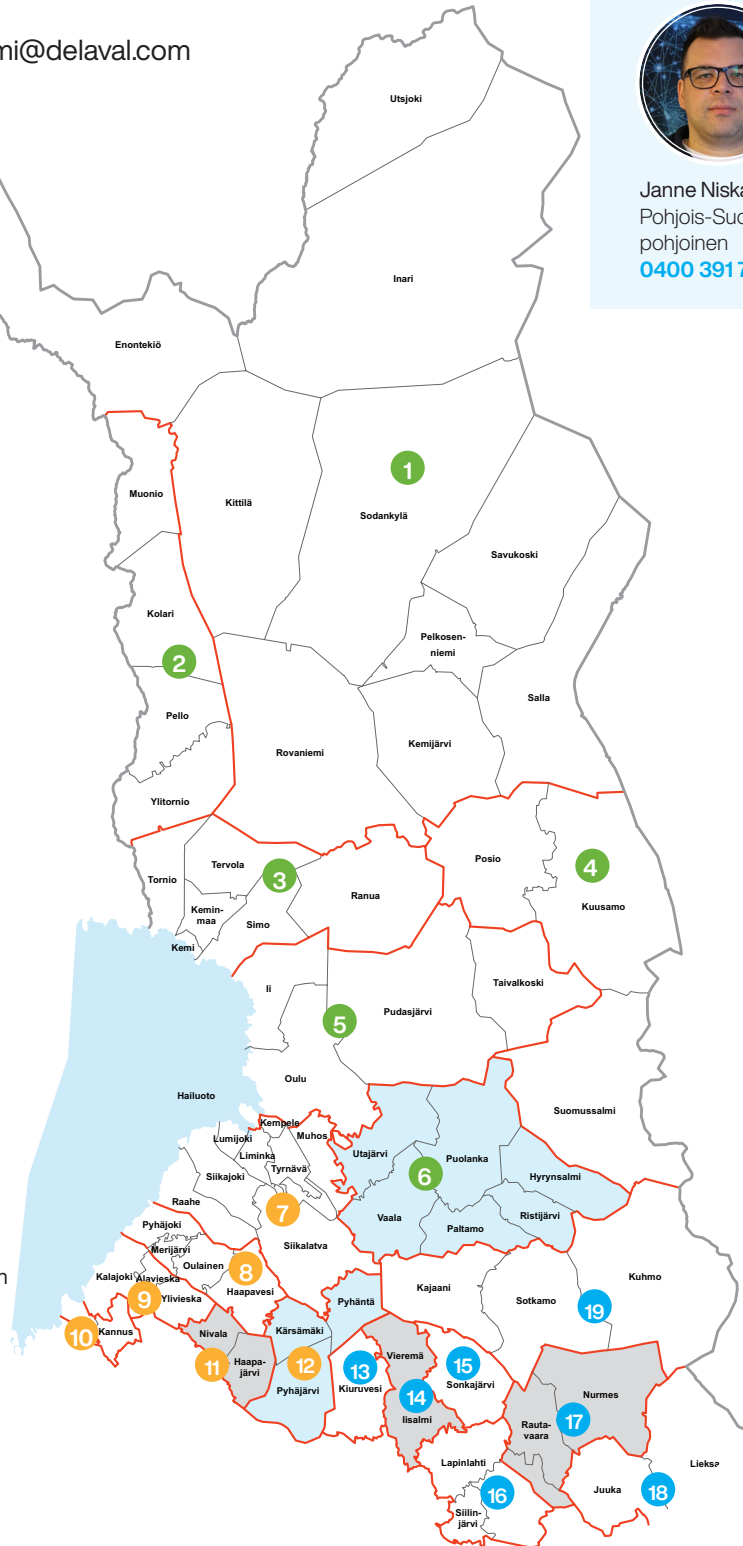 mi@delaval.com
Janne Niska
Pohjois-Suo
pohjoinen
0400 391 7
Utsjoki
Inari
Enontekiö
1
Muonio
Kittilä
Sodankylä
Savukoski
Kolari
Pelkosen-
niemi
2
Salla
Pello
Kemijärvi
Rovaniemi
Ylitornio
Posio
4
Tervola
3
Tornio
Ranua
Kemin-
maa
Kuusamo
Simo
Kemi
Ii
Taivalkoski
Pudasjärvi
5
Oulu
Hailuoto
Suomussalmi
Kempele
Lumijoki
Muhos
Liminka
Utajärvi
Puolanka
Tyrnävä
6
Hyrynsalmi
Siikajoki
Raahe
7
Vaala
Paltamo
Ristijärvi
Pyhäjoki
Siikalatva
Merijärvi
Oulainen
8
n
Kalajoki
Alavieska
Haapavesi
Pyhäntä
Kajaani
Sotkamo
Kuhmo
9
Ylivieska
19
10
Kannus
Nivala
Kärsämäki
Haapa-
järvi
11
12
Pyhäjärvi
13
Kiuruvesi
Vieremä
15
Sonkajärvi
14
Iisalmi
Nurmes
Rauta-
vaara
17
Lapinlahti
Lieksa
16
Juuka
18
Siilin-
järvi